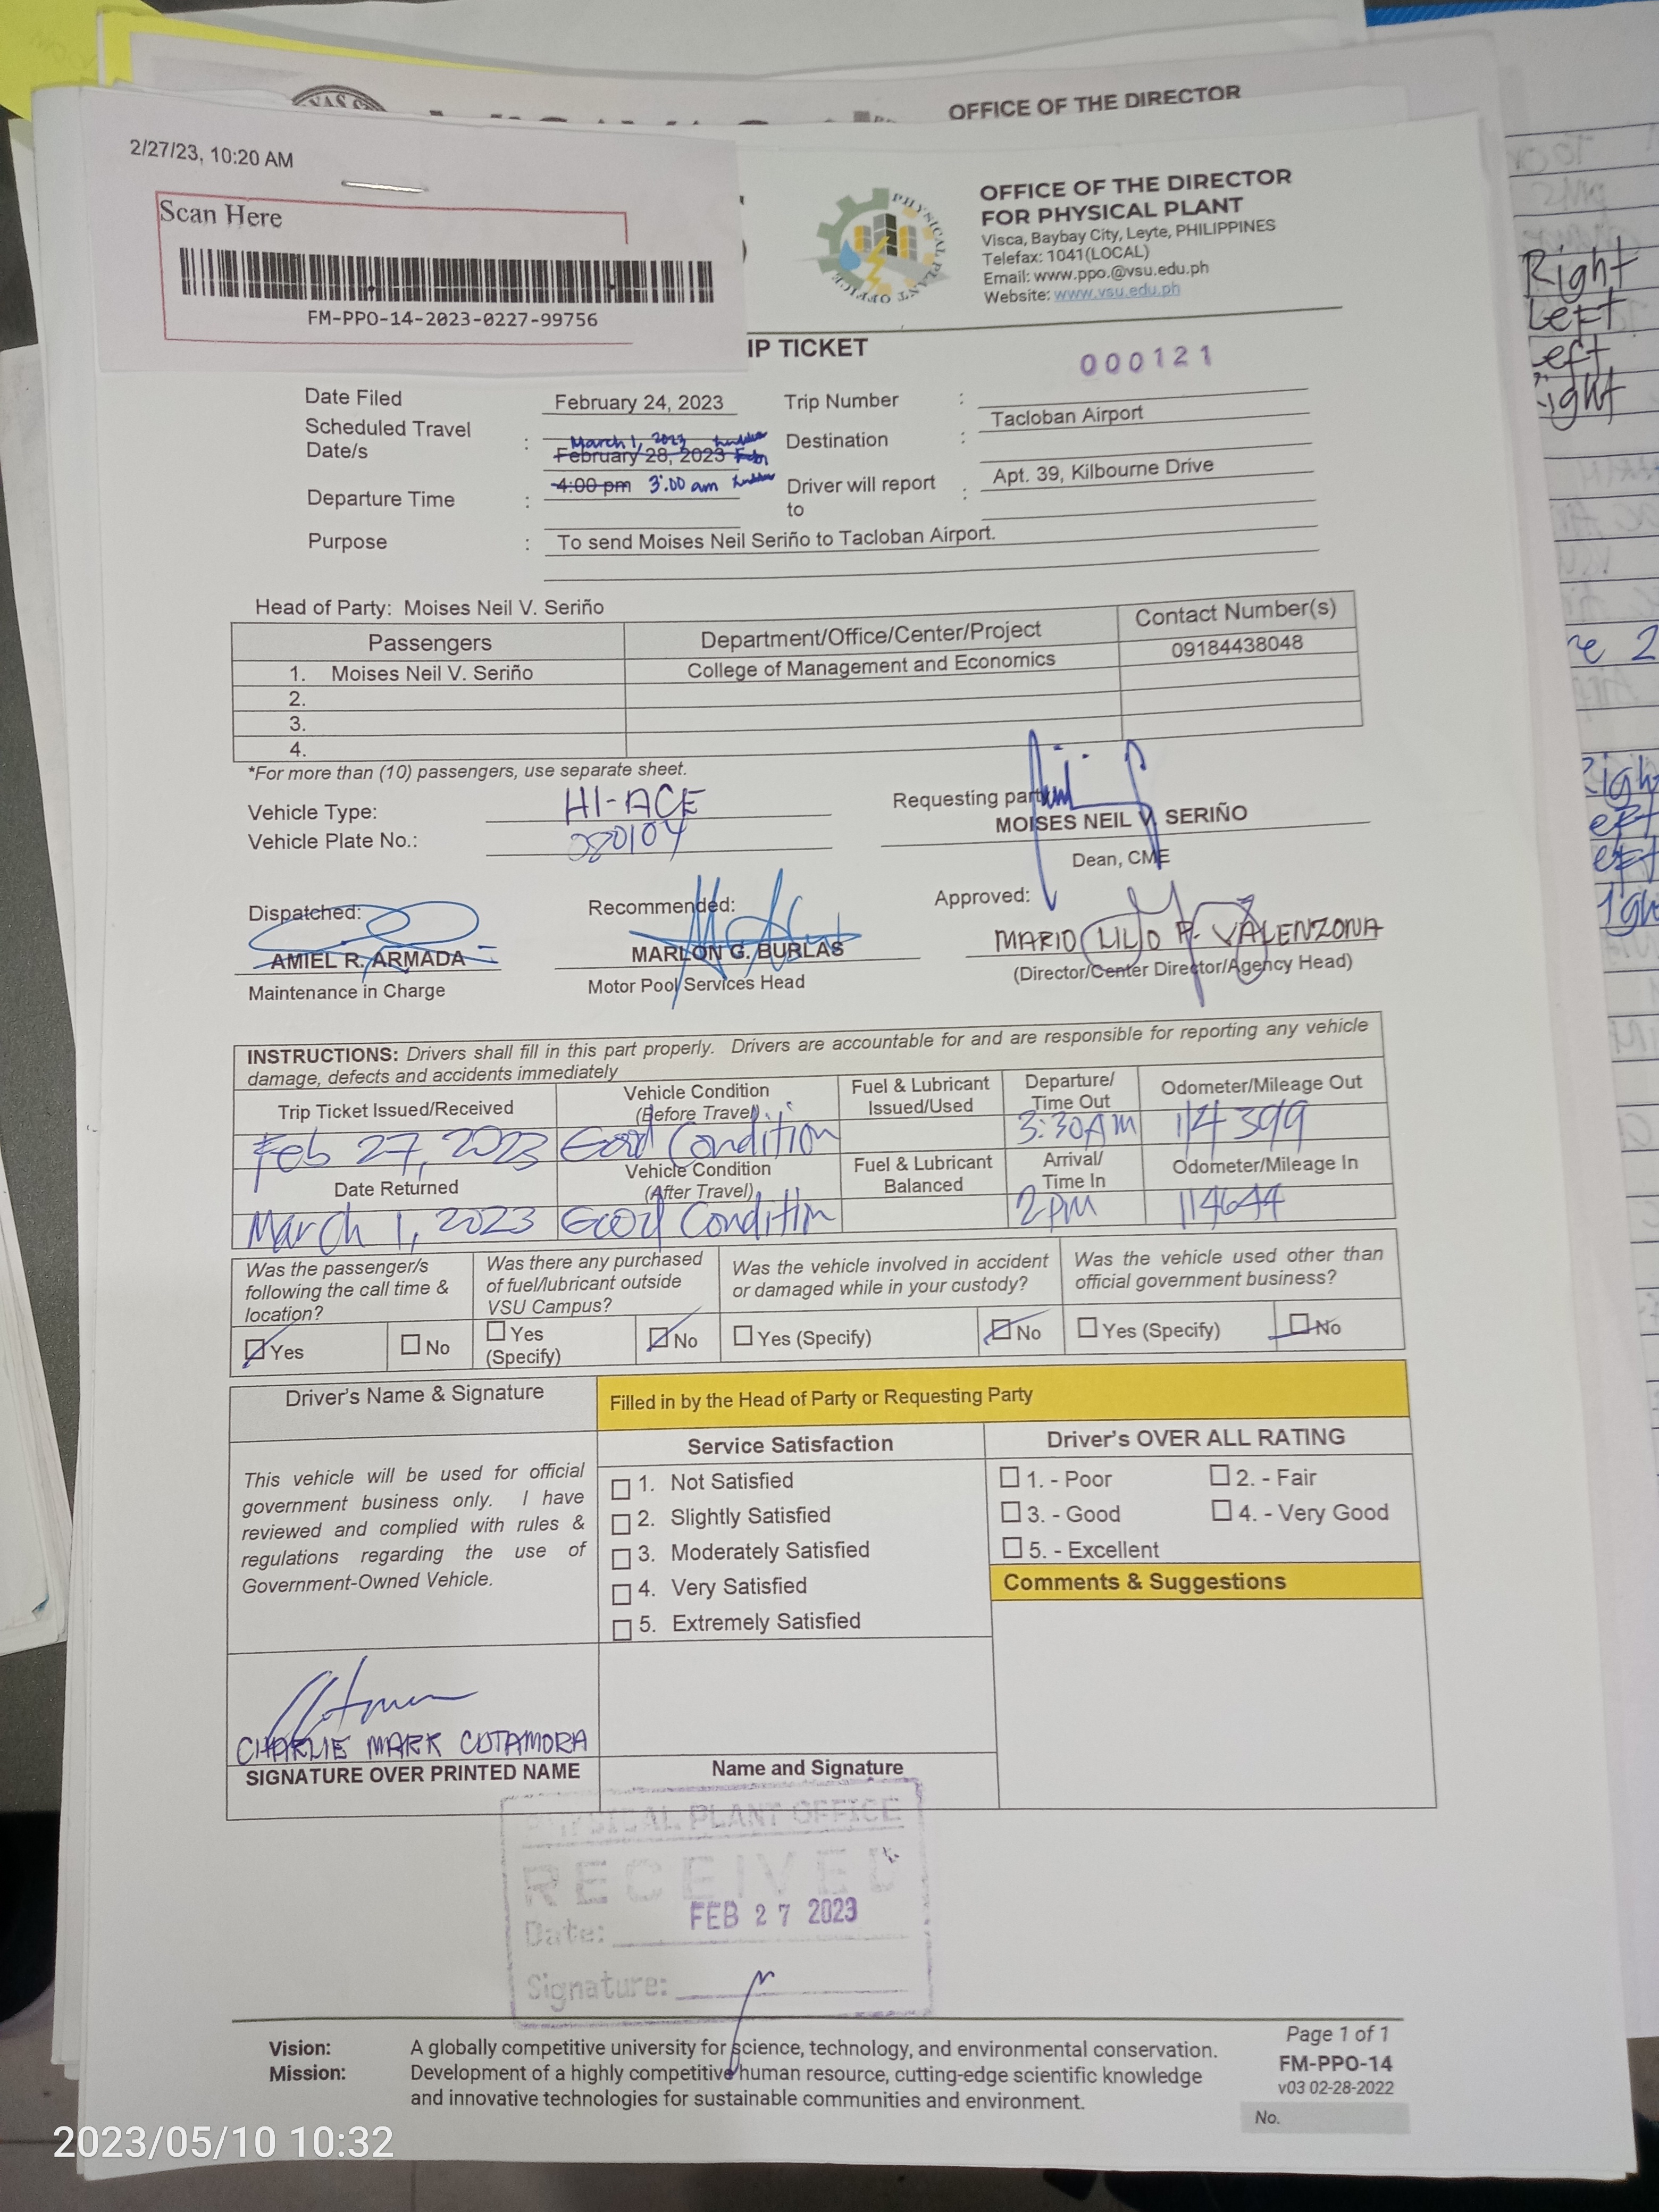 OFFICE OF THE DIRECTOR
2/27/23, 10:20 AM
Scan Here
FM-PPO-14-2023-0227-99756
PHYSICAL PLANT OFFICE
OFFICE OF THE DIRECTOR
FOR PHYSICAL PLANT
Visca, Baybay City, Leyte, PHILIPPINES
Telefax: 1041(LOCAL)
Email: www.ppo.@vsu.edu.ph
Website: www.vsu.edu.ph
IP TICKET
000121
Date Filed February 24, 2023 Trip Number :
Scheduled Travel Date/s : March 1, 2023 February 28, 2023 Destination : Tacloban Airport
Departure Time : 4:00 pm 3:00 am Driver will report to : Apt. 39, Kilbourne Drive
Purpose : To send Moises Neil Seriño to Tacloban Airport.
Head of Party: Moises Neil V. Seriño
Passengers Department/Office/Center/Project Contact Number(s)
1. Moises Neil V. Seriño College of Management and Economics 09184438048
2.
3.
4.
*For more than (10) passengers, use separate sheet.
Vehicle Type: HI-ACE
Vehicle Plate No.:
Requesting party
MOISES NEIL V. SERIÑO
Dean, CME
Dispatched: Recommended: Approved:
AMIEL R. ARMADA MARLON G. BURLAS MARIO LILIO P. VALENZONA
Maintenance in Charge Motor Pool Services Head (Director/Center Director/Agency Head)
INSTRUCTIONS: Drivers shall fill in this part properly. Drivers are accountable for and are responsible for reporting any vehicle
damage, defects and accidents immediately
Trip Ticket Issued/Received Vehicle Condition (Before Travel) Fuel & Lubricant Issued/Used Departure/ Time Out Odometer/Mileage Out
Feb 27, 2023 Good Condition 3:30AM 114399
Date Returned Vehicle Condition (After Travel) Fuel & Lubricant Balanced Arrival/ Time In Odometer/Mileage In
March 1, 2023 Good Condition 2pm 114644
Was the passenger/s following the call time & location? Was there any purchased of fuel/lubricant outside VSU Campus? Was the vehicle involved in accident or damaged while in your custody? Was the vehicle used other than official government business?
Yes No Yes (Specify) No Yes (Specify) No Yes (Specify) No
Driver's Name & Signature Filled in by the Head of Party or Requesting Party
Service Satisfaction Driver's OVER ALL RATING
This vehicle will be used for official
government business only. I have
reviewed and complied with rules &
regulations regarding the use of
Government-Owned Vehicle.
1. Not Satisfied
2. Slightly Satisfied
3. Moderately Satisfied
4. Very Satisfied
5. Extremely Satisfied
1. - Poor 2. - Fair
3. - Good 4. - Very Good
5. - Excellent
Comments & Suggestions
CHARLIE MARK COTAMORA
SIGNATURE OVER PRINTED NAME Name and Signature
PHYSICAL PLANT OFFICE
RECEIVED
Date: FEB 27 2023
Signature:
Vision: A globally competitive university for science, technology, and environmental conservation.
Mission: Development of a highly competitive human resource, cutting-edge scientific knowledge
and innovative technologies for sustainable communities and environment.
Page 1 of 1
FM-PPO-14
v03 02-28-2022
No.
Right
Left
eft
ight
2023/05/10 10:32